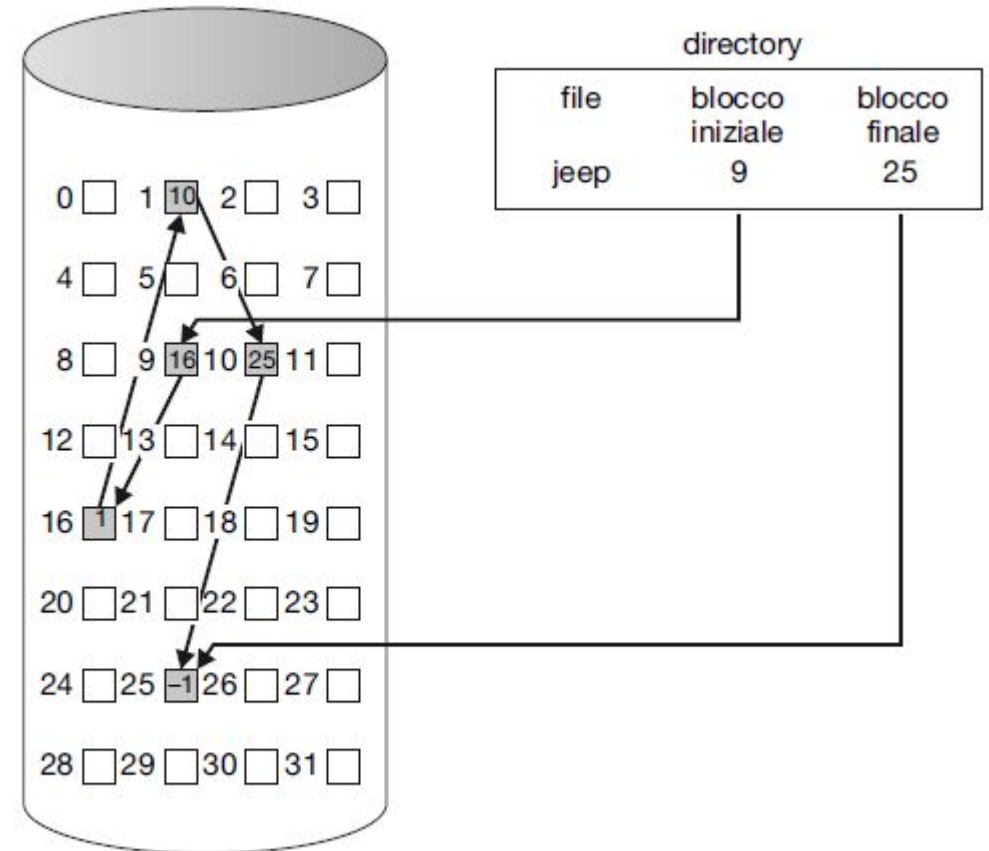 directory
file blocco iniziale blocco finale
jeep 9 25
0 1 10 2 3
4 5 6 7
8 9 16 10 25 11
12 13 14 15
16 1 17 18 19
20 21 22 23
24 25 –1 26 27
28 29 30 31